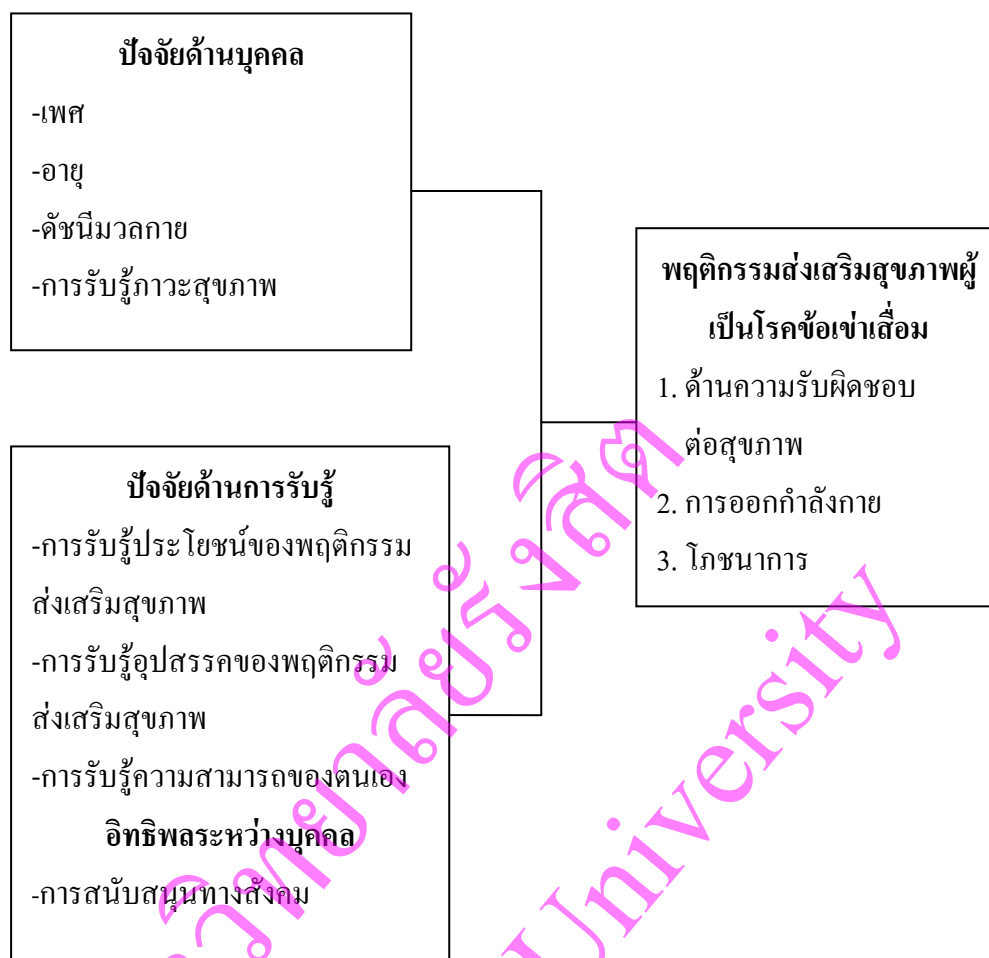 ปัจจัยด้านบุคคล
-เพศ
-อายุ
-ดัชนีมวลกาย
-การรับรู้ภาวะสุขภาพ
พฤติกรรมส่งเสริมสุขภาพผู้
เป็นโรคข้อเข่าเสื่อม
1. ด้านความรับผิดชอบ
ต่อสุขภาพ
2. การออกกำลังกาย
3. โภชนาการ
ปัจจัยด้านการรับรู้
-การรับรู้ประโยชน์ของพฤติกรรม
ส่งเสริมสุขภาพ
-การรับรู้อุปสรรคของพฤติกรรม
ส่งเสริมสุขภาพ
-การรับรู้ความสามารถของตนเอง
อิทธิพลระหว่างบุคคล
-การสนับสนุนทางสังคม
วิทยาลัยรังสิต
University